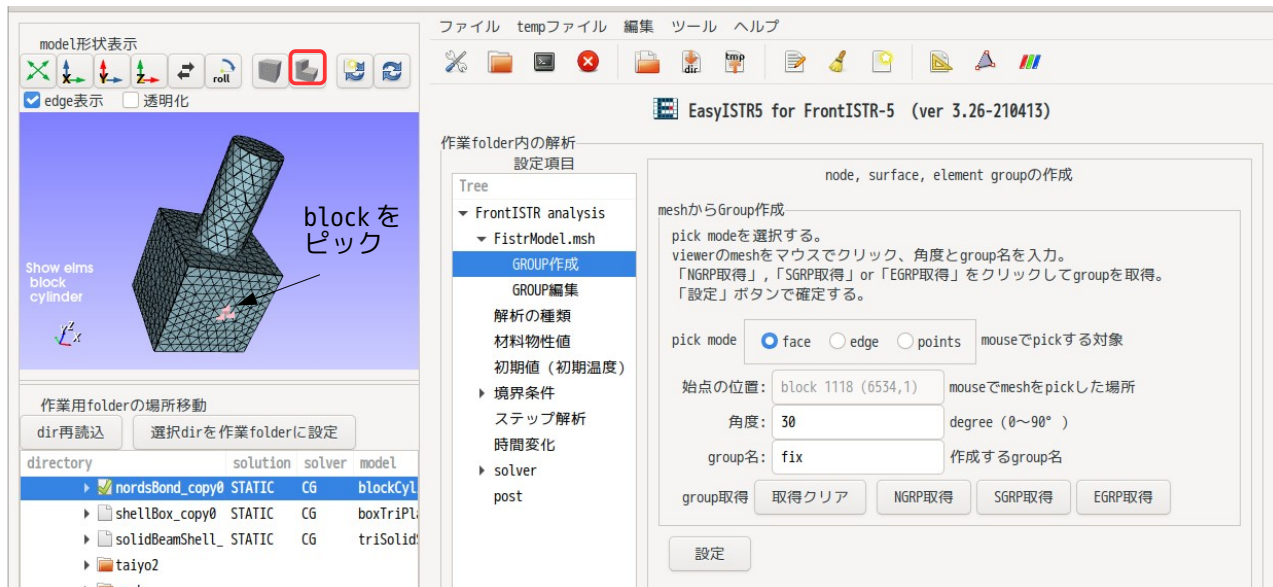 model形状表示
roll
edge表示
透明化
blockを
ピック
Show elms
block
cylinder
作業用folderの場所移動
dir再読込
選択dirを作業folderに設定
directory solution solver model
nordsBond_copy0 STATIC CG blockCyl
shellBox_copy0 STATIC CG boxTriPla
solidBeamShell_ STATIC CG triSolid
taiyo2
ファイル tempファイル 編集 ツール ヘルプ
dir tmp
EasyISTR5 for FrontISTR-5 (ver 3.26-210413)
作業folder内の解析
設定項目
Tree
FrontISTR analysis
FistrModel.msh
GROUP作成
GROUP編集
解析の種類
材料物性値
初期値（初期温度）
境界条件
ステップ解析
時間変化
solver
post
node, surface, element groupの作成
meshからGroup作成
pick modeを選択する。
viewerのmeshをマウスでクリック、角度とgroup名を入力。
「NGRP取得」,「SGRP取得」or「EGRP取得」をクリックしてgroupを取得。
「設定」ボタンで確定する。
pick mode face edge points mouseでpickする対象
始点の位置: block 1118 (6534,1) mouseでmeshをpickした場所
角度: 30 degree（0～90° ）
group名: fix 作成するgroup名
group取得 取得クリア NGRP取得 SGRP取得 EGRP取得
設定